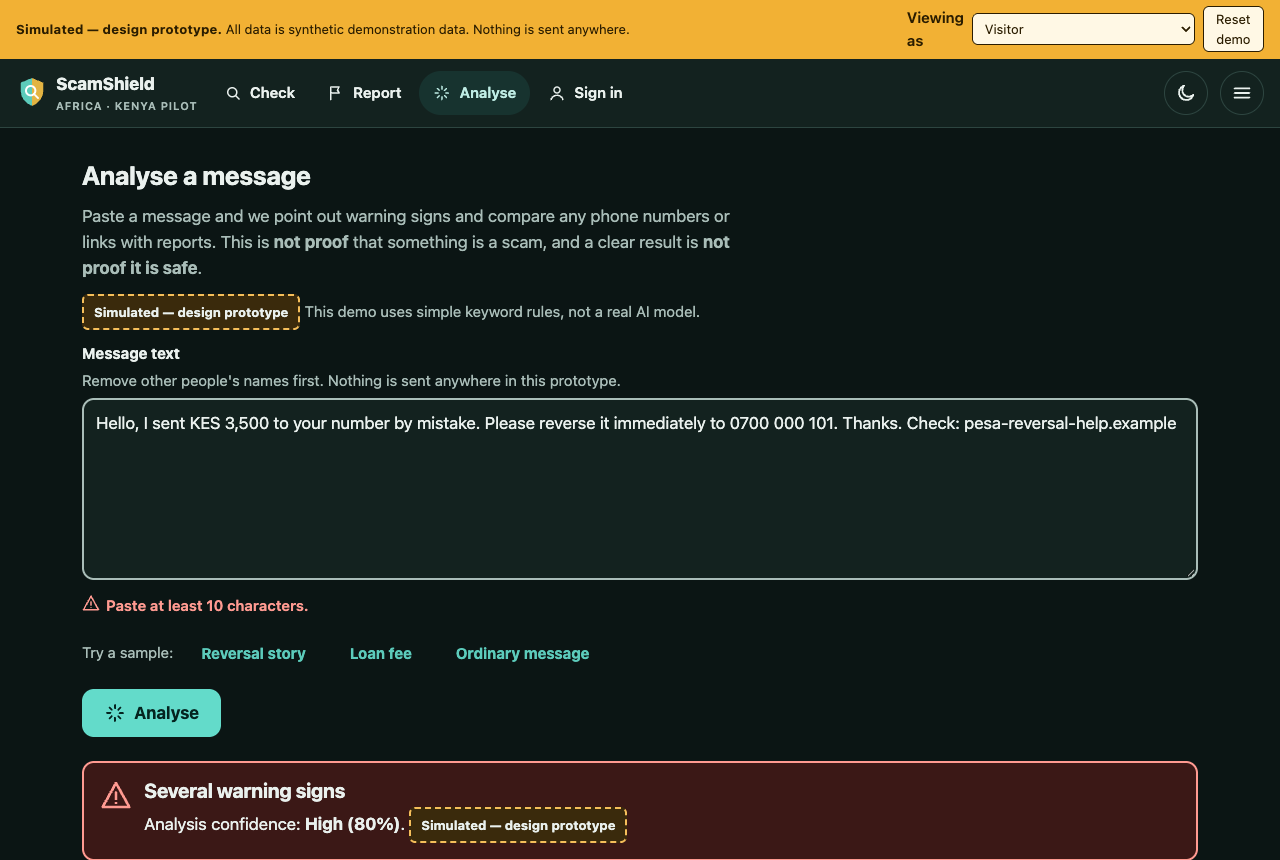 Simulated — design prototype. All data is synthetic demonstration data. Nothing is sent anywhere.
Viewing as
Visitor
Reset demo
ScamShield
AFRICA · KENYA PILOT
Check
Report
Analyse
Sign in
Analyse a message
Paste a message and we point out warning signs and compare any phone numbers or
links with reports. This is not proof that something is a scam, and a clear result is not
proof it is safe.
Simulated — design prototype This demo uses simple keyword rules, not a real AI model.
Message text
Remove other people's names first. Nothing is sent anywhere in this prototype.
Hello, I sent KES 3,500 to your number by mistake. Please reverse it immediately to 0700 000 101. Thanks. Check: pesa-reversal-help.example
Paste at least 10 characters.
Try a sample: Reversal story Loan fee Ordinary message
Analyse
Several warning signs
Analysis confidence: High (80%). Simulated — design prototype